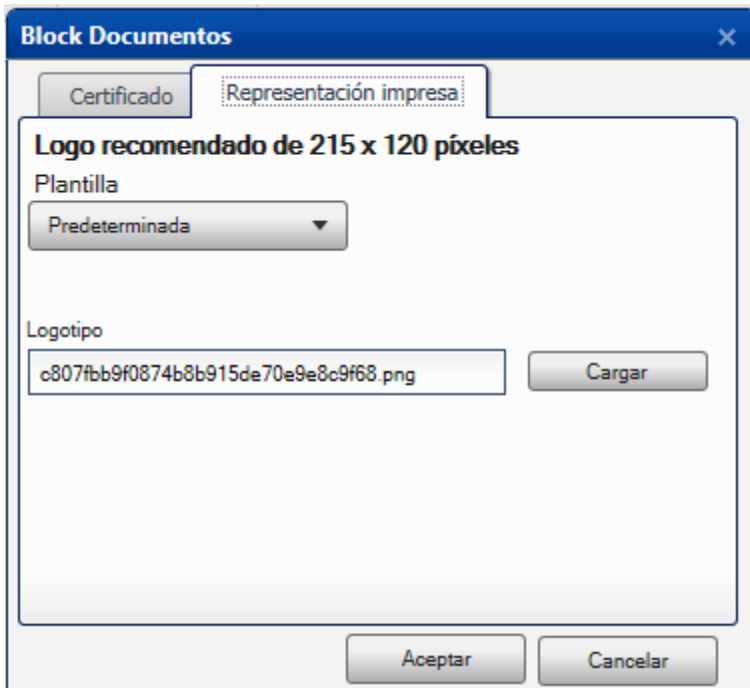 Block Documentos
Certificado
Representación impresa
Logo recomendado de 215 x 120 píxeles
Plantilla
Predeterminada
Logotipo
c807fbb9f0874b8b915de70e9e8c9f68.png
Cargar
Aceptar
Cancelar